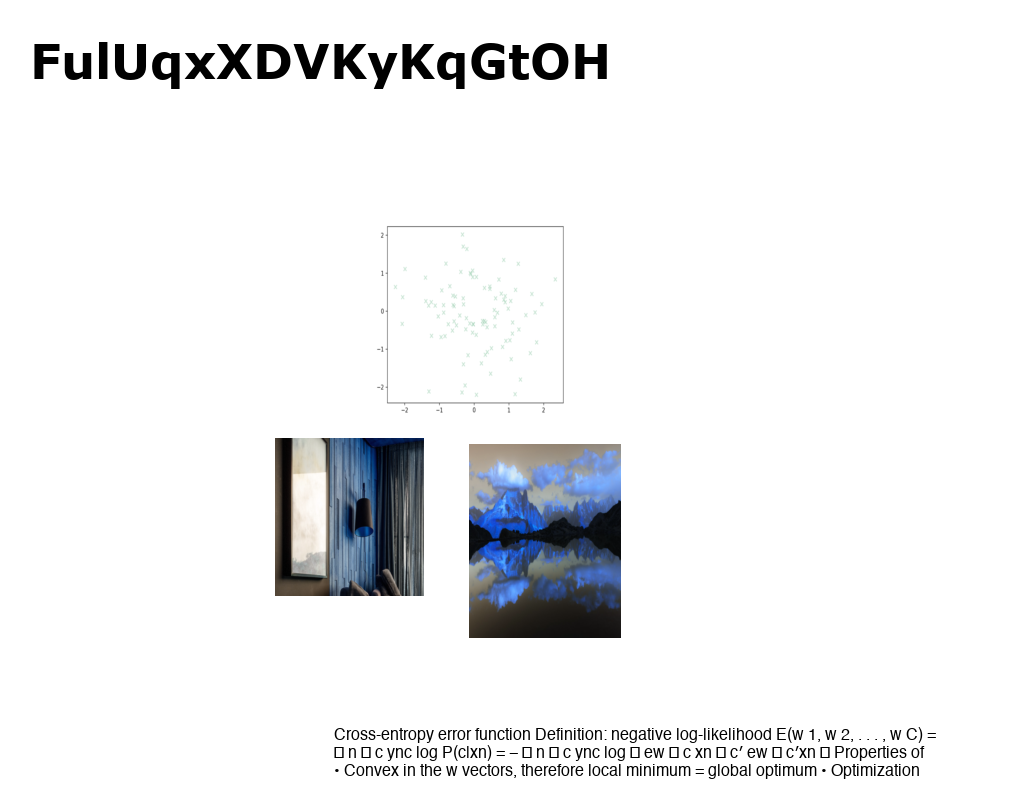 FulUqxXDVKyKqGtOH
2
1
0
−1
−2
−2 −1 0 1 2
Cross-entropy error function Definition: negative log-likelihood E(w 1, w 2, . . . , w C) =
□ n □ c ync log P(c|xn) = – □ n □ c ync log □ ew □ c xn □ c′ ew □ c′xn □ Properties of
• Convex in the w vectors, therefore local minimum = global optimum • Optimization